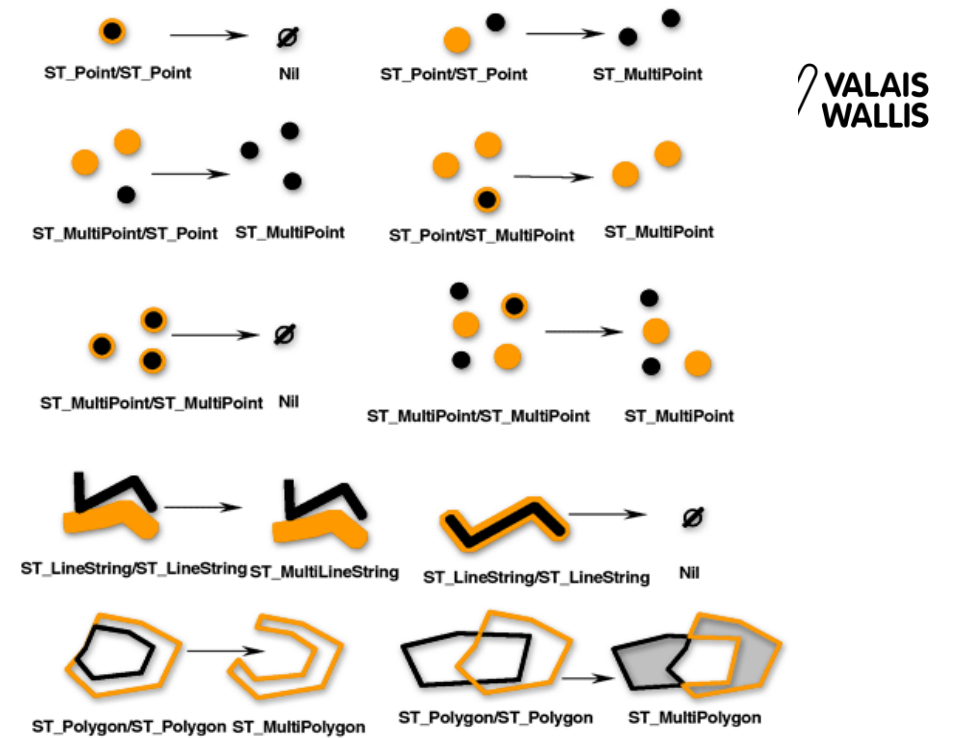 VALAIS
WALLIS
ST_Point/ST_Point Nil
ST_Point/ST_Point ST_MultiPoint
ST_MultiPoint/ST_Point ST_MultiPoint
ST_Point/ST_MultiPoint ST_MultiPoint
ST_MultiPoint/ST_MultiPoint Nil
ST_MultiPoint/ST_MultiPoint ST_MultiPoint
ST_LineString/ST_LineString ST_MultiLineString
ST_LineString/ST_LineString Nil
ST_Polygon/ST_Polygon ST_MultiPolygon
ST_Polygon/ST_Polygon ST_MultiPolygon